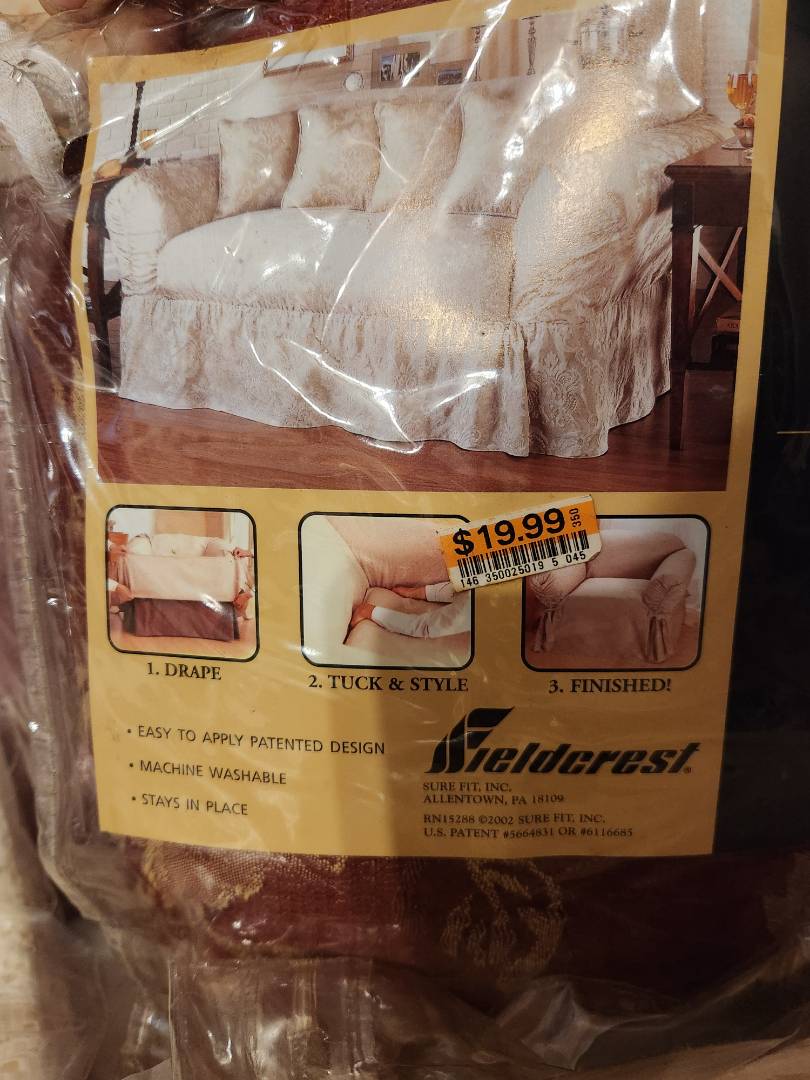 $19.99
350
146 350025019 5 045
1. DRAPE
2. TUCK & STYLE
3. FINISHED!
• EASY TO APPLY PATENTED DESIGN
• MACHINE WASHABLE
• STAYS IN PLACE
Fieldcrest®
SURE FIT, INC.
ALLENTOWN, PA 18109
RN15288 ©2002 SURE FIT, INC.
U.S. PATENT #5664831 OR #6116685